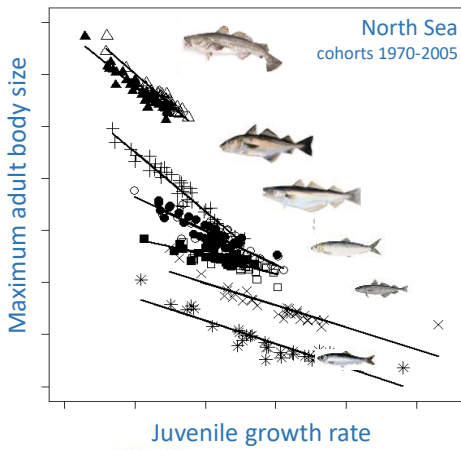 North Sea
cohorts 1970-2005
Maximum adult body size
Juvenile growth rate